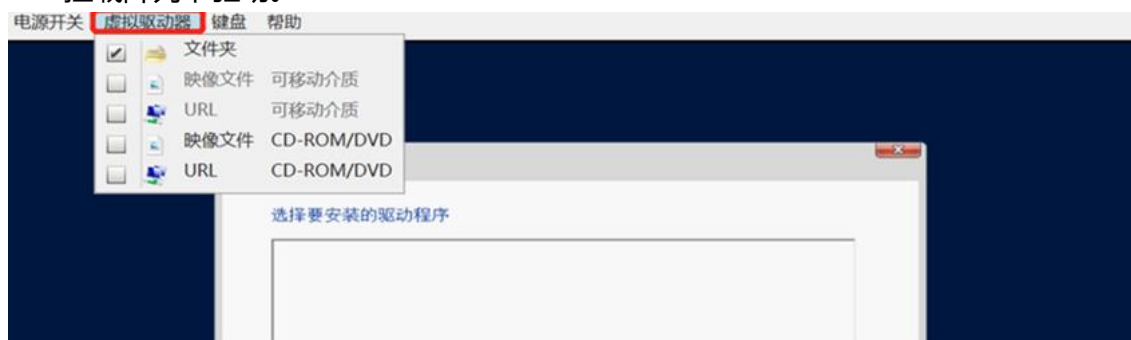 电源开关 虚拟驱动器 键盘 帮助
文件夹
映像文件 可移动介质
URL 可移动介质
映像文件 CD-ROM/DVD
URL CD-ROM/DVD
选择要安装的驱动程序